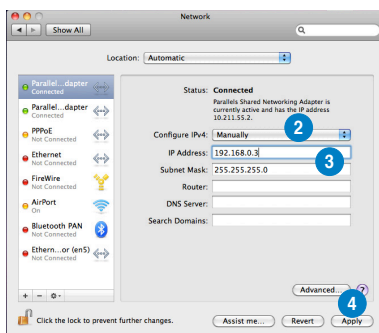 Network
Show All
Location: Automatic
Parallel...dapter
Connected
Parallel...dapter
Connected
PPPoE
Not Connected
Ethernet
Not Connected
FireWire
Not Connected
AirPort
On
Bluetooth PAN
Not Connected
Ethern...or (en5)
Not Connected
Status: Connected
Parallels Shared Networking Adapter is
currently active and has the IP address
10.211.55.2.
2
Configure IPv4: Manually
IP Address: 192.168.0.3
3
Subnet Mask: 255.255.255.0
Router:
DNS Server:
Search Domains:
Advanced... ?
4
Click the lock to prevent further changes.
Assist me... Revert Apply